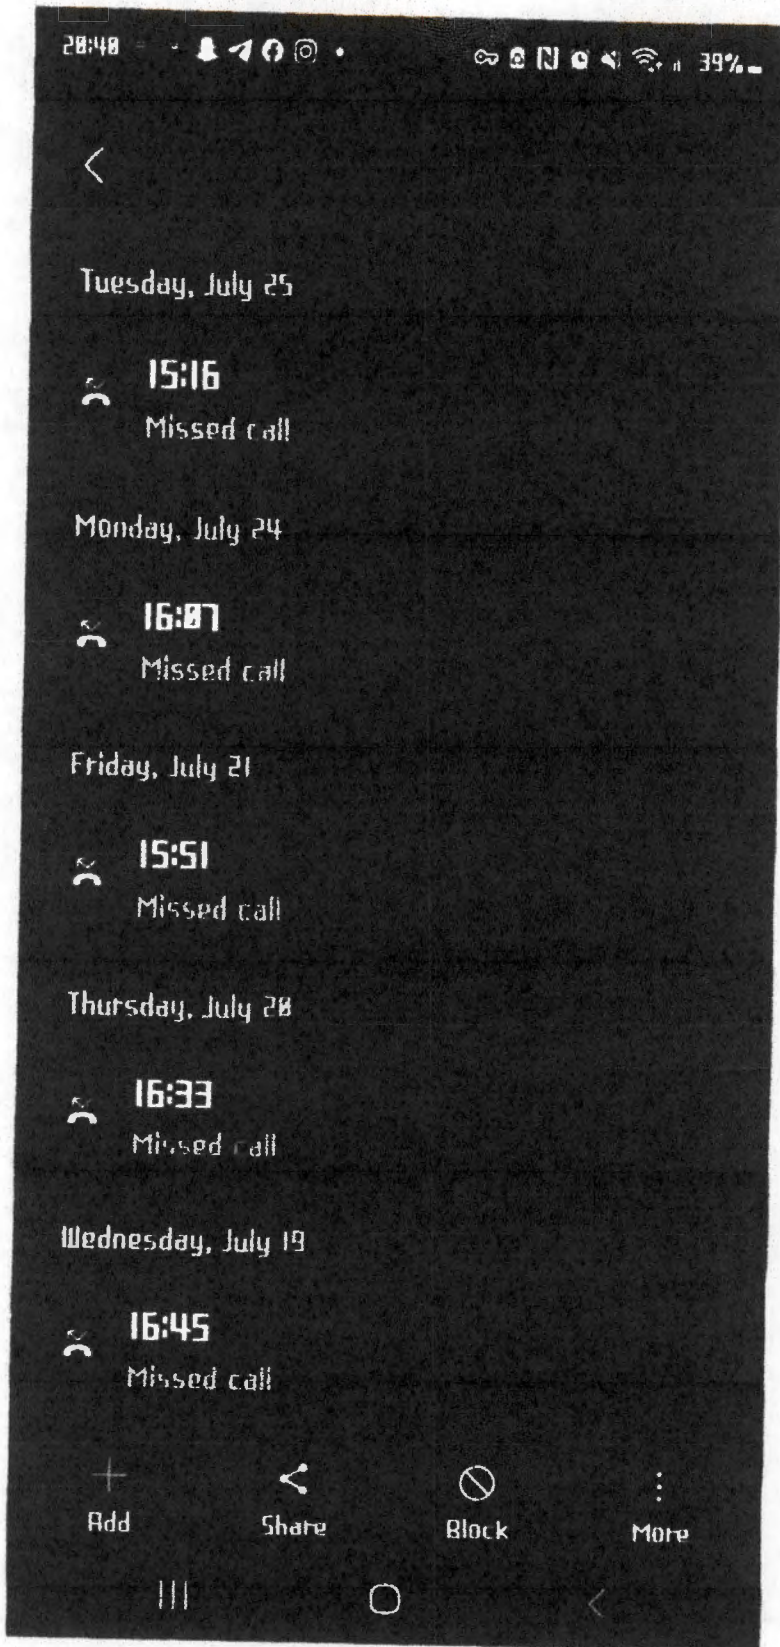 20:40 39%
Tuesday, July 25
15:16
Missed call
Monday, July 24
16:07
Missed call
Friday, July 21
15:51
Missed call
Thursday, July 20
16:33
Missed call
Wednesday, July 19
16:45
Missed call
Add Share Block More